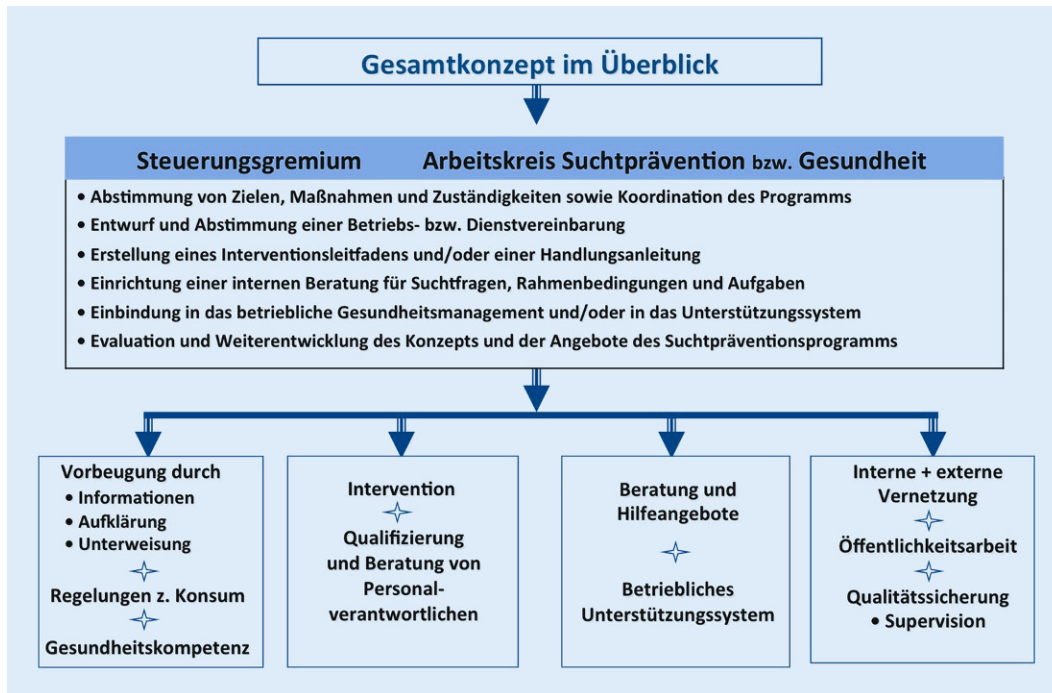 Gesamtkonzept im Überblick
Steuerungsgremium Arbeitskreis Suchtprävention bzw. Gesundheit
• Abstimmung von Zielen, Maßnahmen und Zuständigkeiten sowie Koordination des Programms
• Entwurf und Abstimmung einer Betriebs- bzw. Dienstvereinbarung
• Erstellung eines Interventionsleitfadens und/oder einer Handlungsanleitung
• Einrichtung einer internen Beratung für Suchtfragen, Rahmenbedingungen und Aufgaben
• Einbindung in das betriebliche Gesundheitsmanagement und/oder in das Unterstützungssystem
• Evaluation und Weiterentwicklung des Konzepts und der Angebote des Suchtpräventionsprogramms
Vorbeugung durch
• Informationen
• Aufklärung
• Unterweisung
Regelungen z. Konsum
Gesundheitskompetenz
Intervention
Qualifizierung
und Beratung von
Personal-
verantwortlichen
Beratung und
Hilfeangebote
Betriebliches
Unterstützungssystem
Interne + externe
Vernetzung
Öffentlichkeitsarbeit
Qualitätssicherung
• Supervision